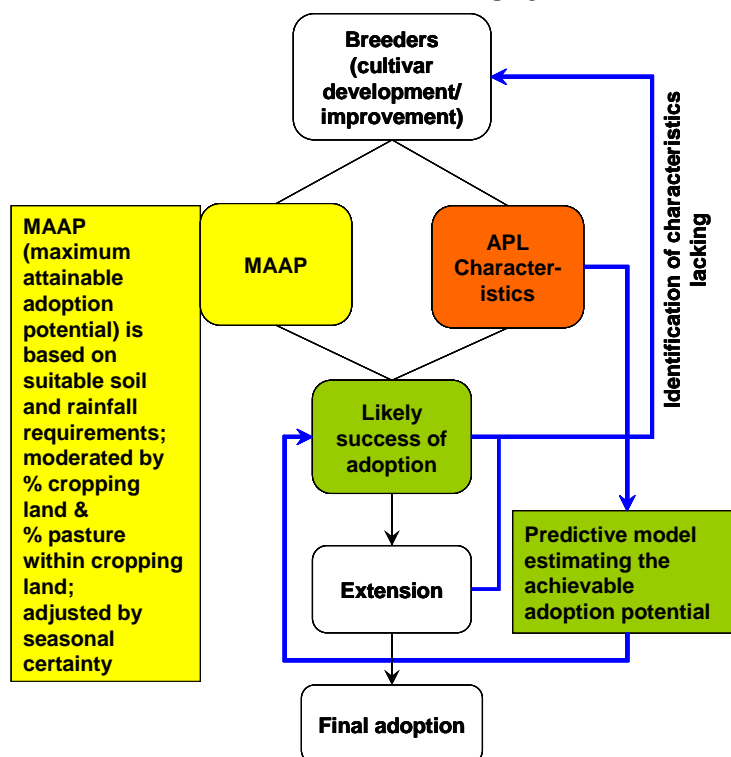 Breeders
(cultivar
development/
improvement)
MAAP
(maximum
attainable
adoption
potential) is
based on
suitable soil
and rainfall
requirements;
moderated by
% cropping
land &
% pasture
within cropping
land;
adjusted by
seasonal
certainty
MAAP
APL
Character-
istics
Identification of characteristics
lacking
Likely
success of
adoption
Predictive model
estimating the
achievable
adoption potential
Extension
Final adoption